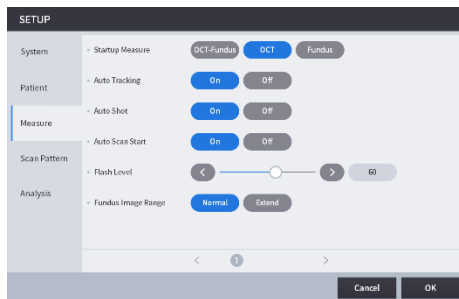 SETUP
System
Startup Measure OCT-Fundus OCT Fundus
Patient
Auto Tracking On Off
Measure
Auto Shot On Off
Auto Scan Start On Off
Scan Pattern
Flash Level < > 60
Analysis
Fundus Image Range Normal Extend
< 1 >
Cancel OK